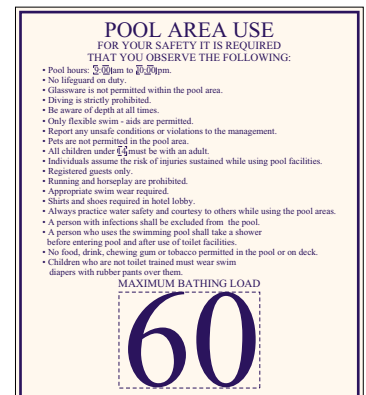 POOL AREA USE
FOR YOUR SAFETY IT IS REQUIRED
THAT YOU OBSERVE THE FOLLOWING:
• Pool hours: 9:00am to 10:00pm.
• No lifeguard on duty.
• Glassware is not permitted within the pool area.
• Diving is strictly prohibited.
• Be aware of depth at all times.
• Only flexible swim - aids are permitted.
• Report any unsafe conditions or violations to the management.
• Pets are not permitted in the pool area.
• All children under 14 must be with an adult.
• Individuals assume the risk of injuries sustained while using pool facilities.
• Registered guests only.
• Running and horseplay are prohibited.
• Appropriate swim wear required.
• Shirts and shoes required in hotel lobby.
• Always practice water safety and courtesy to others while using the pool areas.
• A person with infections shall be excluded from the pool.
• A person who uses the swimming pool shall take a shower
before entering pool and after use of toilet facilities.
• No food, drink, chewing gum or tobacco permitted in the pool or on deck.
• Children who are not toilet trained must wear swim
diapers with rubber pants over them.
MAXIMUM BATHING LOAD
60